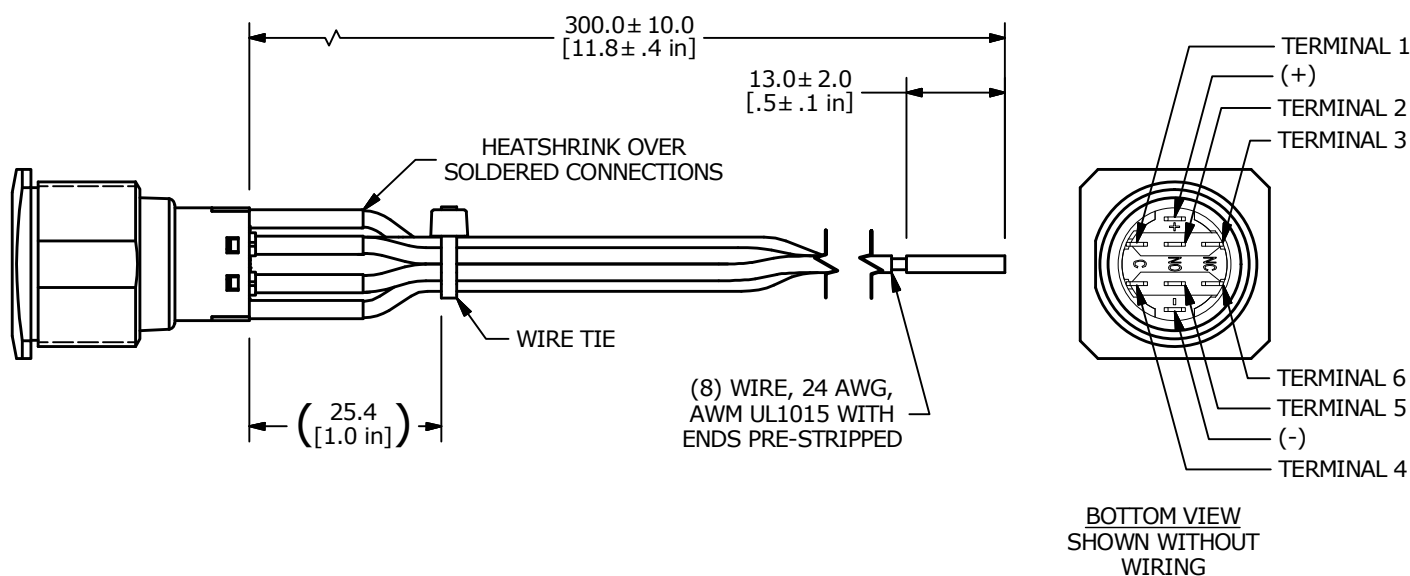 300.0± 10.0
[11.8± .4 in]
13.0± 2.0
[.5± .1 in]
HEATSHRINK OVER
SOLDERED CONNECTIONS
WIRE TIE
(25.4
[1.0 in])
(8) WIRE, 24 AWG,
AWM UL1015 WITH
ENDS PRE-STRIPPED
TERMINAL 1
(+)
TERMINAL 2
TERMINAL 3
+
C
NO
NC
–
TERMINAL 6
TERMINAL 5
(-)
TERMINAL 4
BOTTOM VIEW
SHOWN WITHOUT
WIRING